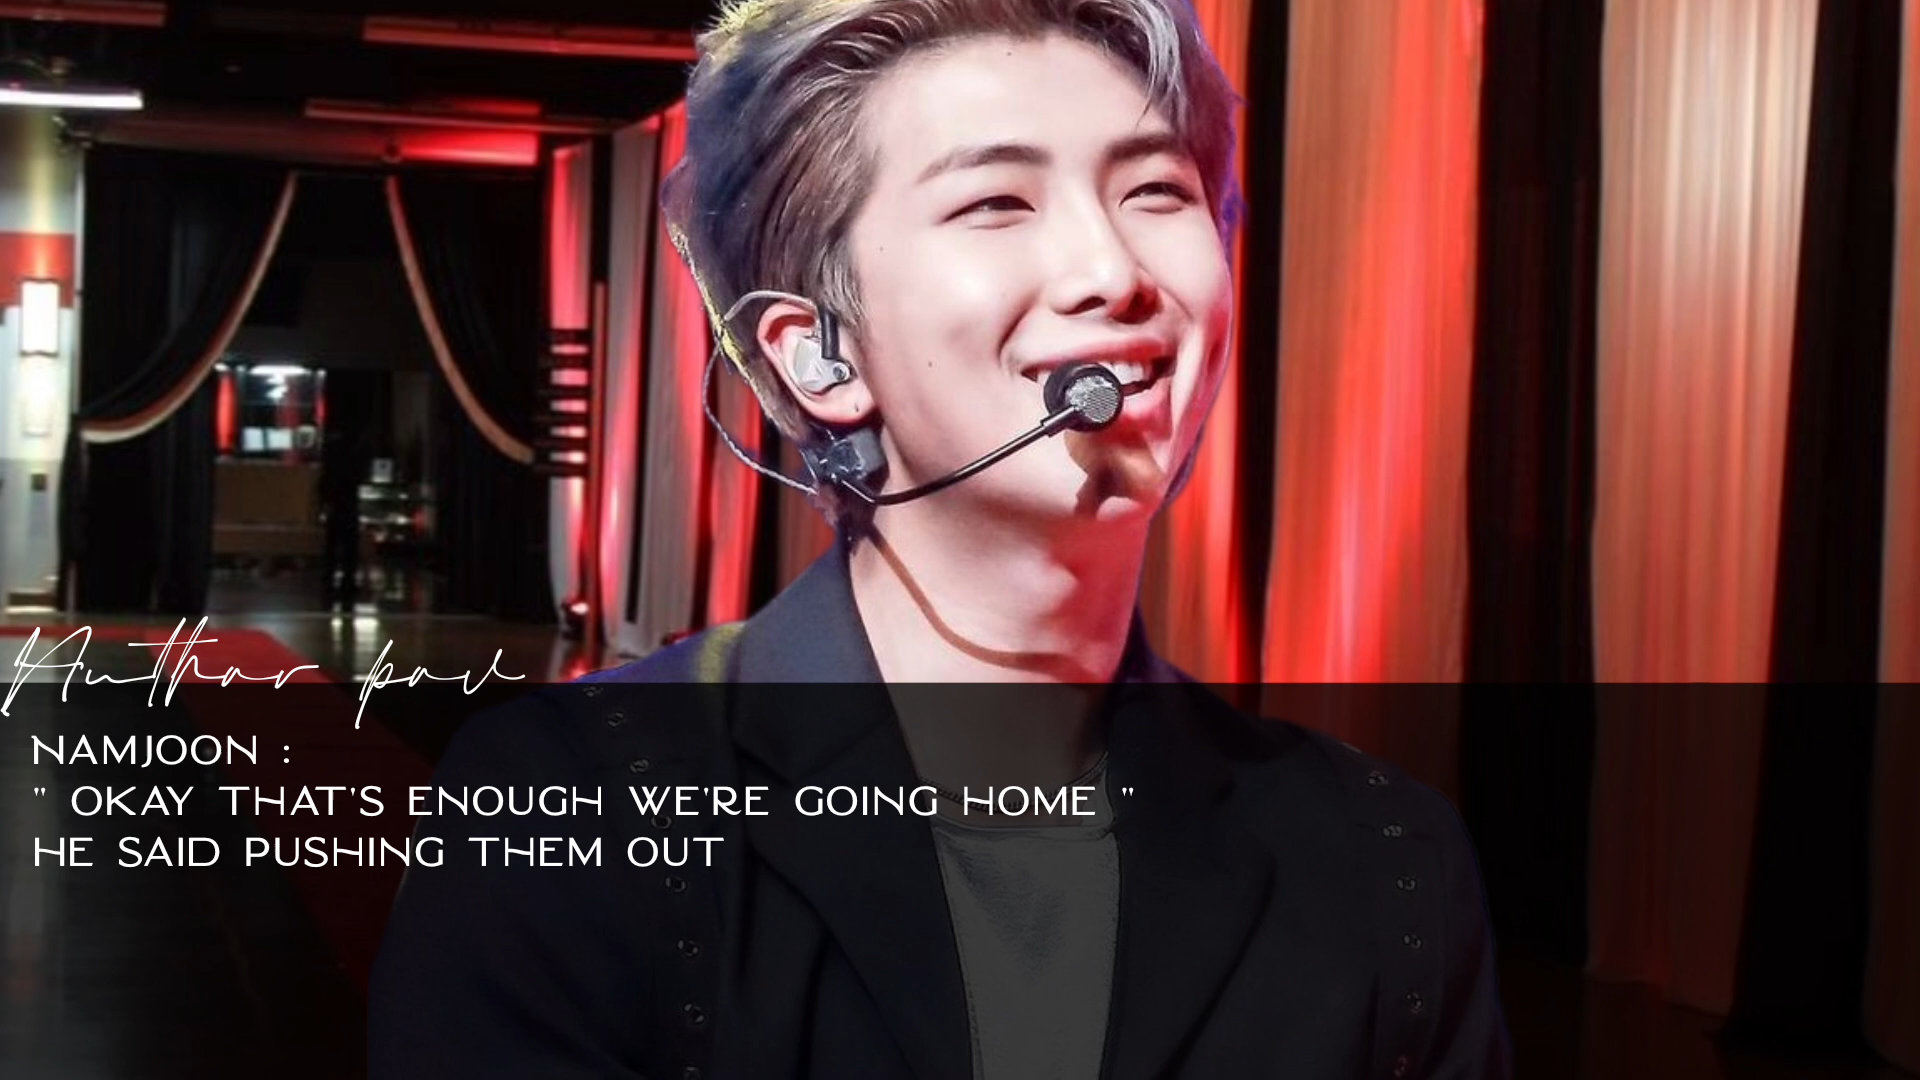 Author pov
NAMJOON :
" OKAY THAT'S ENOUGH WE'RE GOING HOME "
HE SAID PUSHING THEM OUT